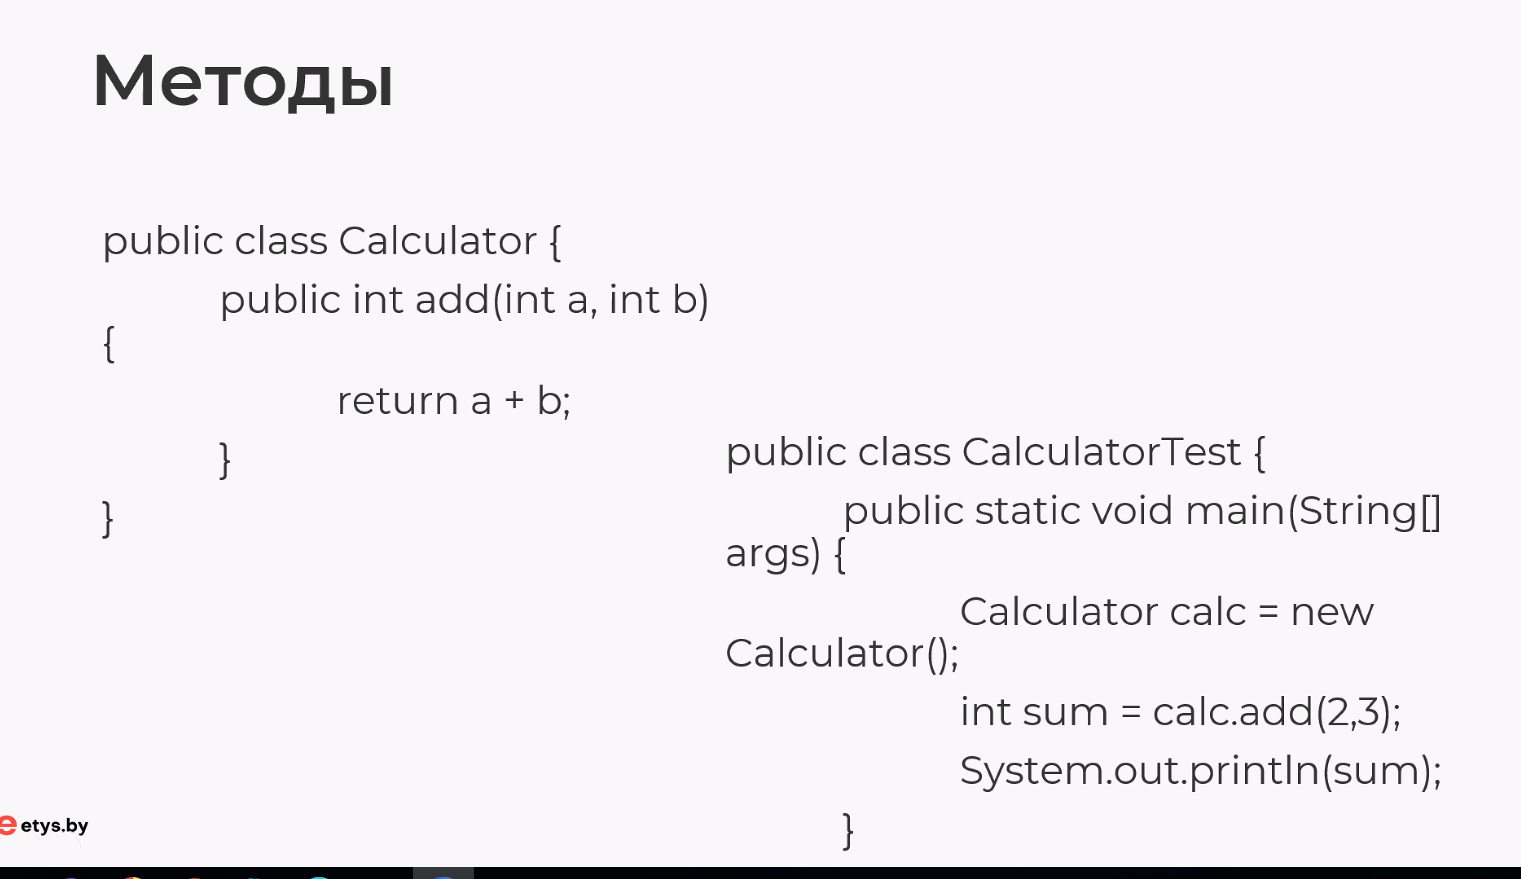 Методы
public class Calculator {
public int add(int a, int b)
{
return a + b;
}
}
public class CalculatorTest {
public static void main(String[]
args) {
Calculator calc = new
Calculator();
int sum = calc.add(2,3);
System.out.println(sum);
}
etys.by